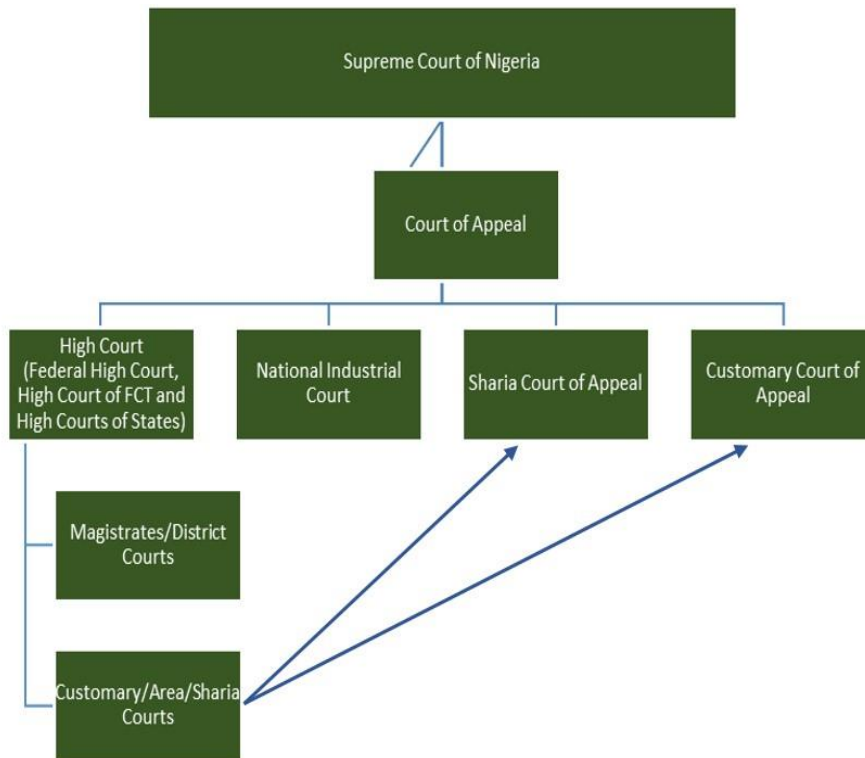 Supreme Court of Nigeria
Court of Appeal
High Court
(Federal High Court,
High Court of FCT and
High Courts of States)
National Industrial
Court
Sharia Court of Appeal
Customary Court of
Appeal
Magistrates/District
Courts
Customary/Area/Sharia
Courts